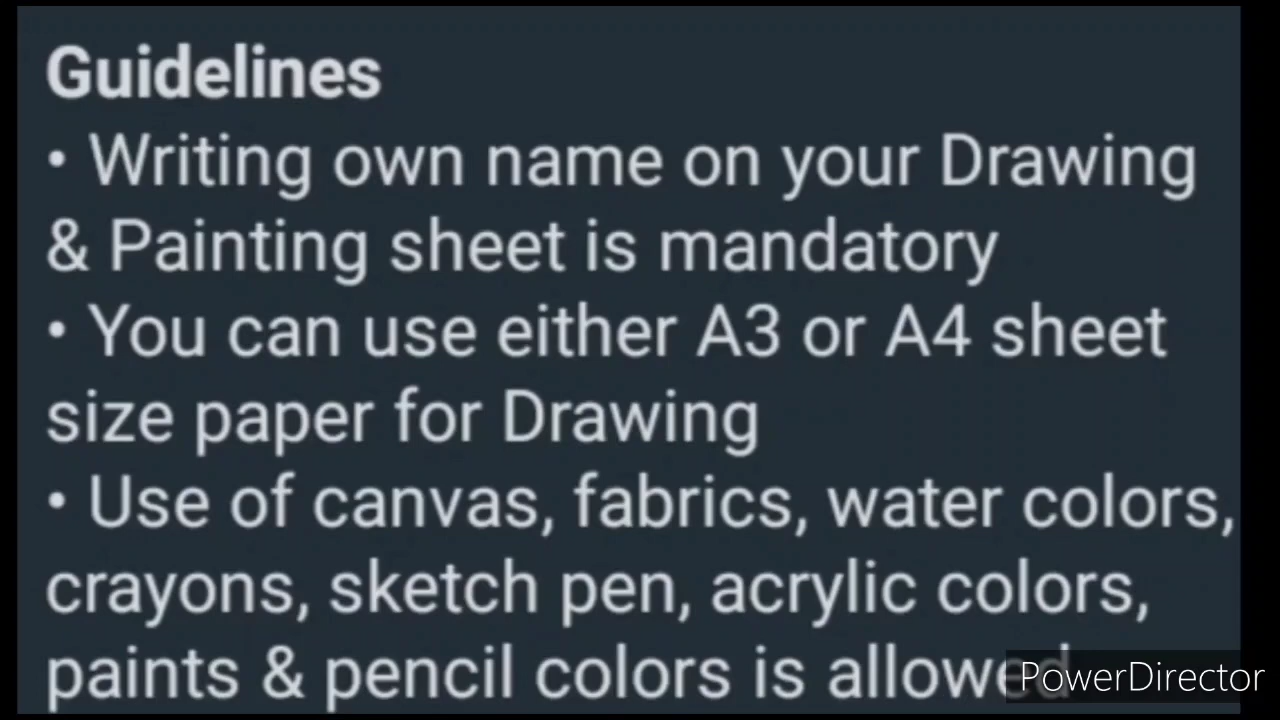 Guidelines
• Writing own name on your Drawing
& Painting sheet is mandatory
• You can use either A3 or A4 sheet
size paper for Drawing
• Use of canvas, fabrics, water colors,
crayons, sketch pen, acrylic colors,
paints & pencil colors is allowed
PowerDirector